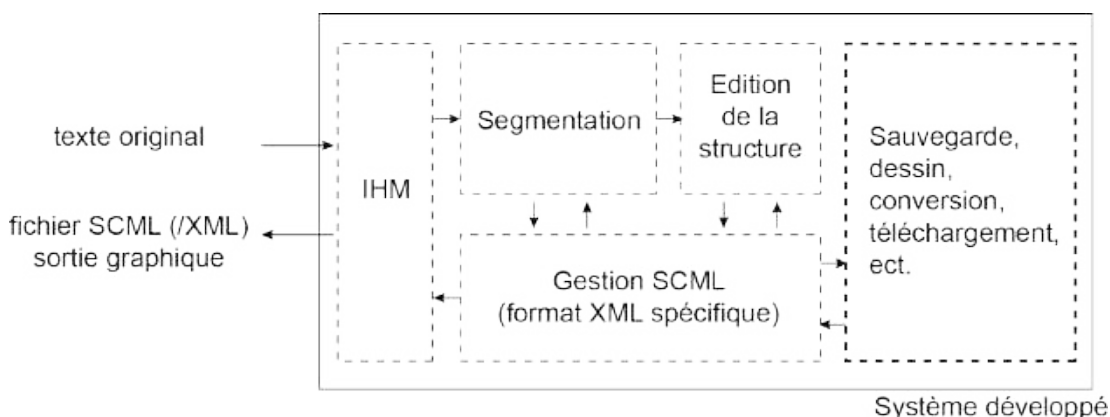 texte original
fichier SCML (/XML)
sortie graphique
IHM
Segmentation
Edition
de la
structure
Gestion SCML
(format XML spécifique)
Sauvegarde,
dessin,
conversion,
téléchargement,
ect.
Système développé